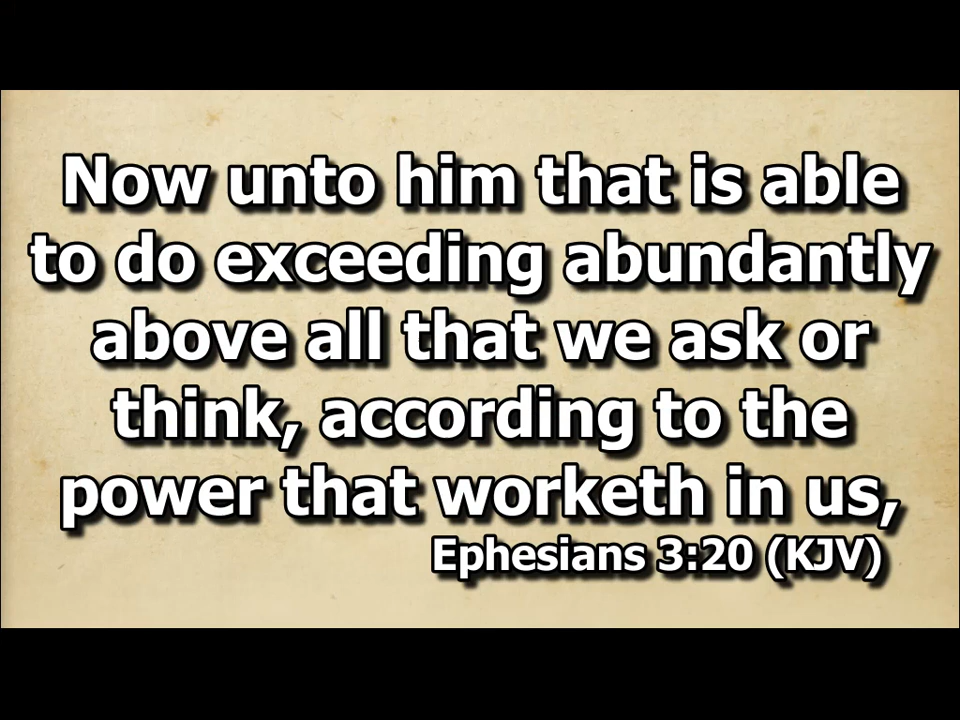 Now unto him that is able
to do exceeding abundantly
above all that we ask or
think, according to the
power that worketh in us,
Ephesians 3:20 (KJV)